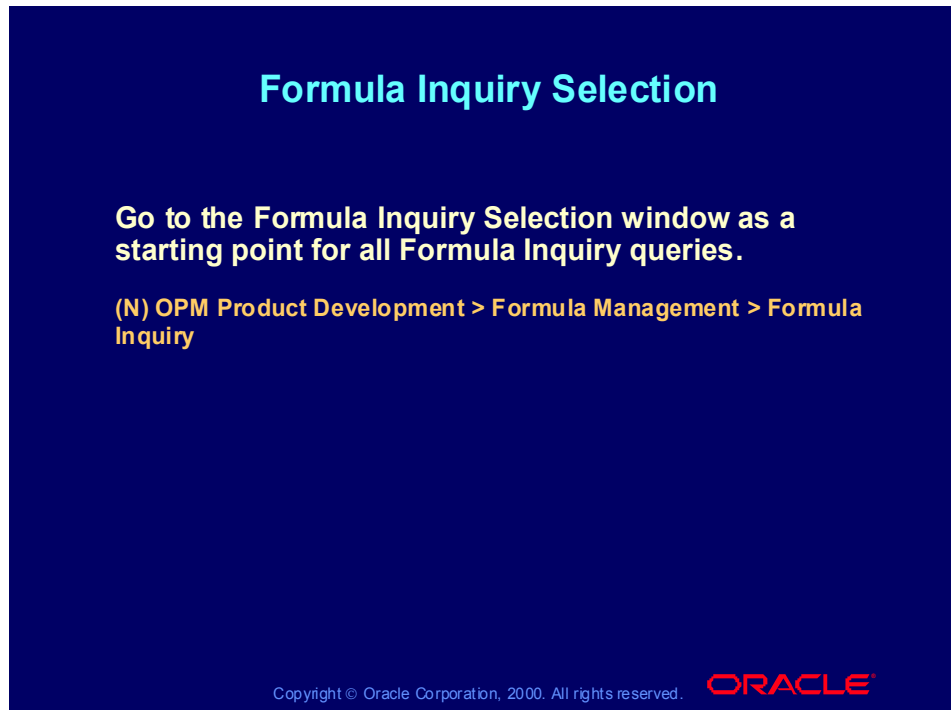 Formula Inquiry Selection
Go to the Formula Inquiry Selection window as a
starting point for all Formula Inquiry queries.
(N) OPM Product Development > Formula Management > Formula
Inquiry
Copyright © Oracle Corporation, 2000. All rights reserved.
ORACLE®